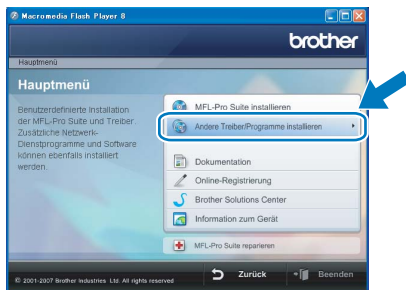 Macromedia Flash Player 8
brother
Hauptmenü
Hauptmenü
Benutzerdefinierte Installation
der MFL-Pro Suite und Treiber.
Zusätzliche Netzwerk-
Dienstprogramme und Software
können ebenfalls installiert
werden.
MFL-Pro Suite installieren
Andere Treiber/Programme installieren
Dokumentation
Online-Registrierung
Brother Solutions Center
Information zum Gerät
MFL-Pro Suite reparieren
© 2001-2007 Brother Industries Ltd. All rights reserved
Zurück
Beenden